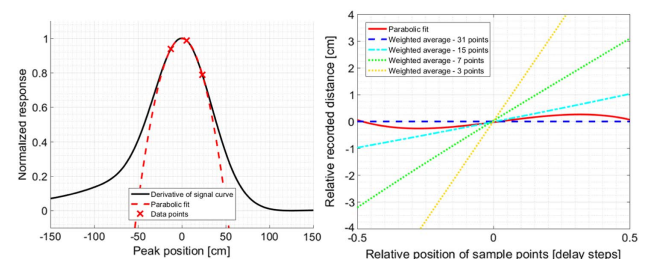 Normalized response
1
0.8
0.6
0.4
0.2
0
-150
-100
-50
0
50
100
150
Peak position [cm]
Derivative of signal curve
Parabolic fit
Data points
Relative recorded distance [cm]
4
3
2
1
0
-1
-2
-3
-4
-0.5
0
0.5
Relative position of sample points [delay steps]
Parabolic fit
Weighted average - 31 points
Weighted average - 15 points
Weighted average - 7 points
Weighted average - 3 points